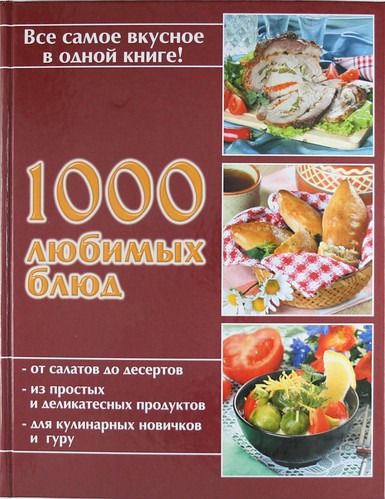 Все самое вкусное
в одной книге!
1000
любимых
блюд
- от салатов до десертов
- из простых
и деликатесных продуктов
- для кулинарных новичков
и гуру